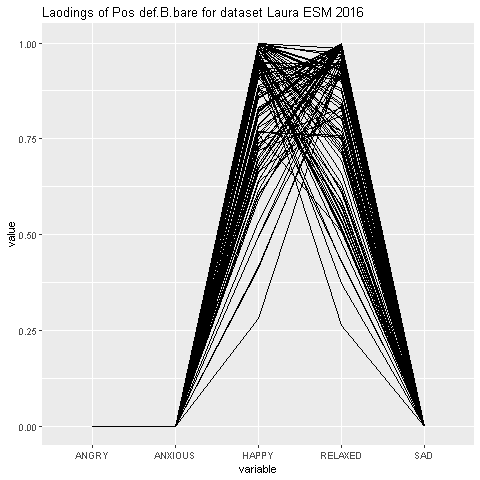 Laodings of Pos def.B.bare for dataset Laura ESM 2016
1.00
0.75
0.50
0.25
0.00
value
ANGRY ANXIOUS HAPPY RELAXED SAD
variable